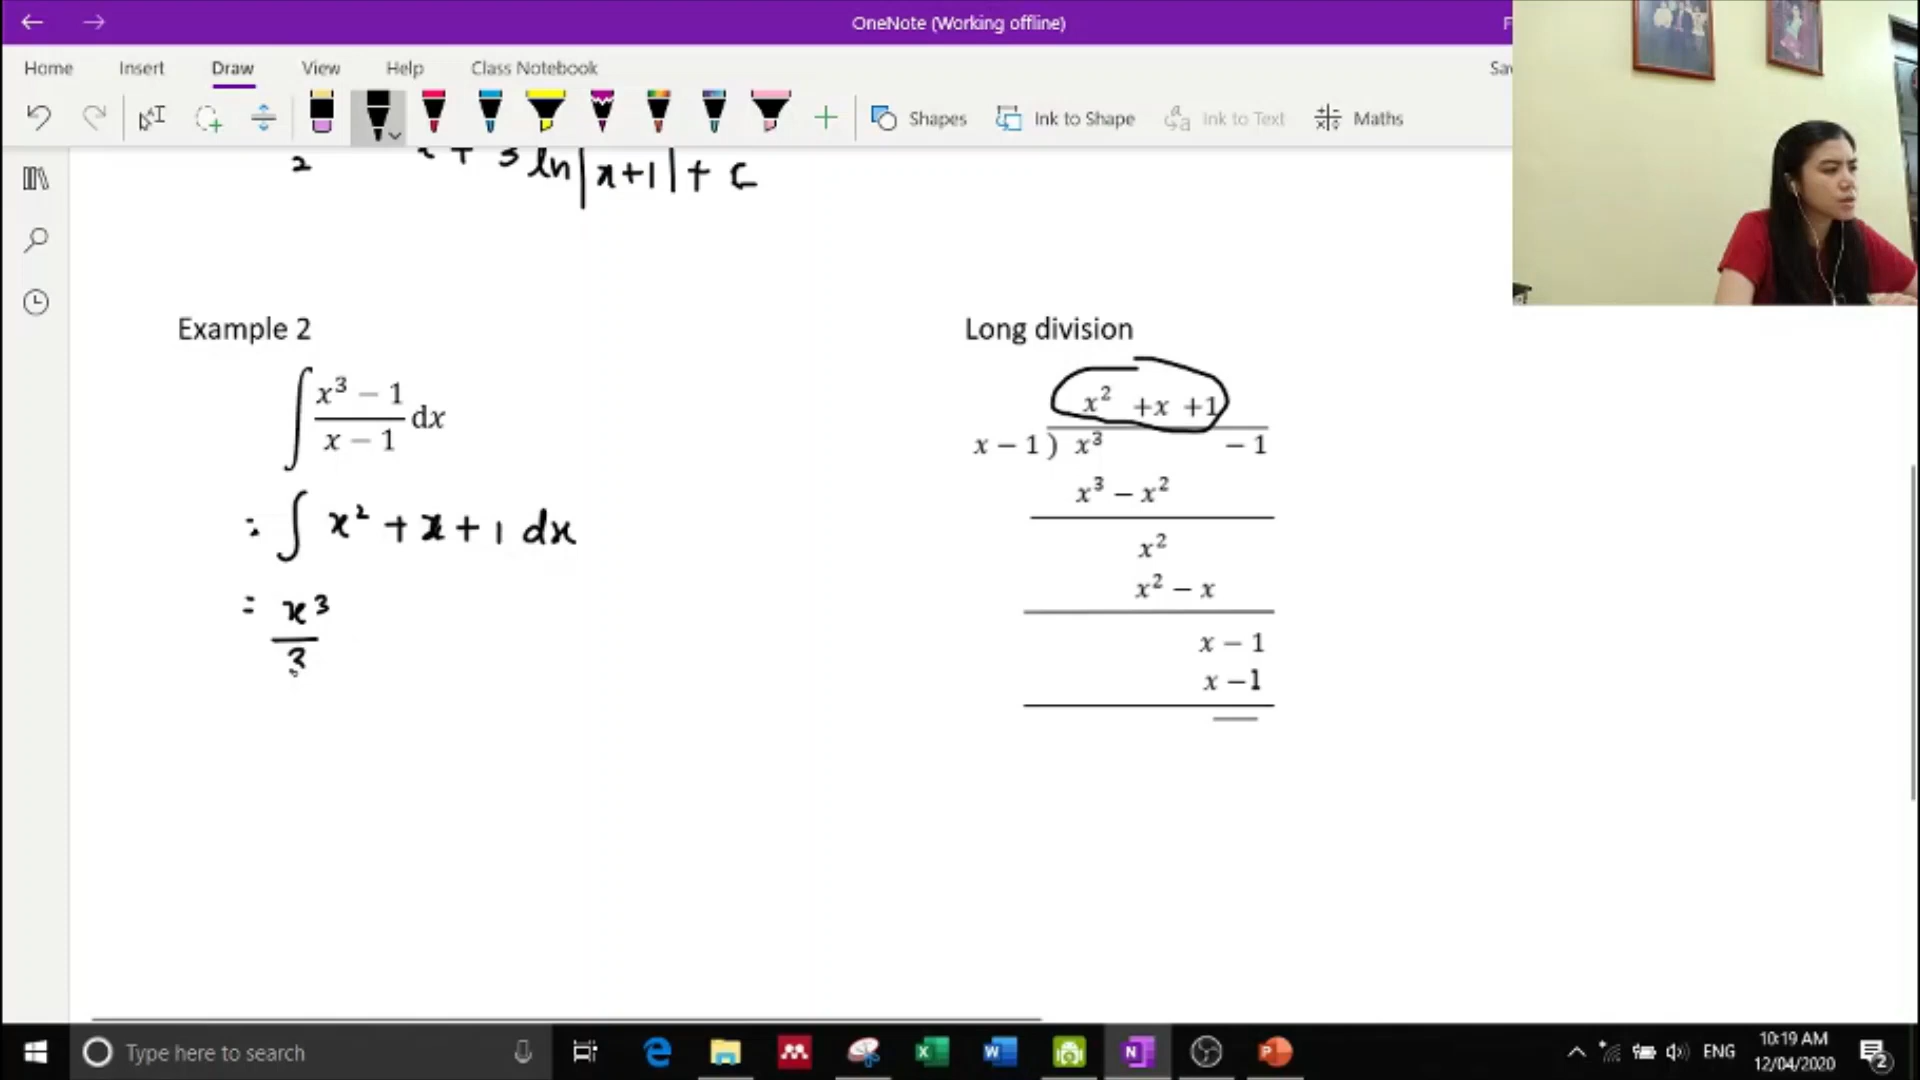 OneNote (Working offline)
Home Insert Draw View Help Class Notebook
Shapes Ink to Shape Ink to Text Maths
2 x + 3 ln|x+1| + c
Example 2
∫ x³ − 1 / x − 1 dx
= ∫ x² + x + 1 dx
= x³ / 3
Long division
x² +x +1
x − 1 ) x³ − 1
x³ − x²
x²
x² − x
x − 1
x −1
Type here to search
ENG
10:19 AM
12/04/2020
2